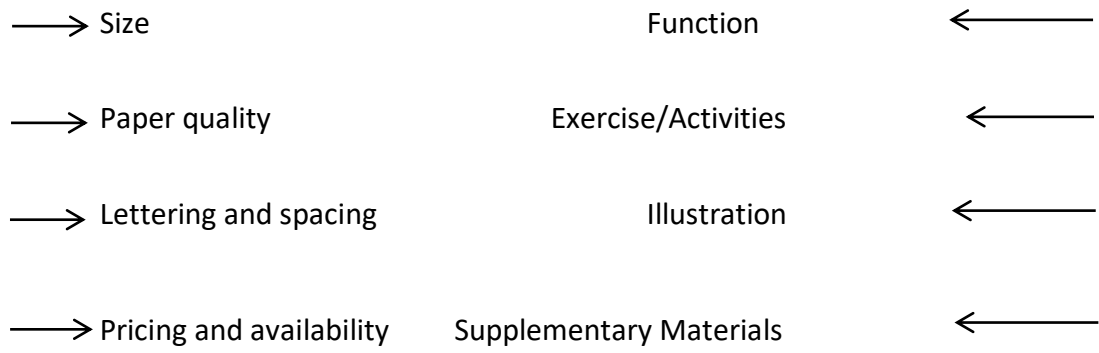 Size Function
Paper quality Exercise/Activities
Lettering and spacing Illustration
Pricing and availability Supplementary Materials